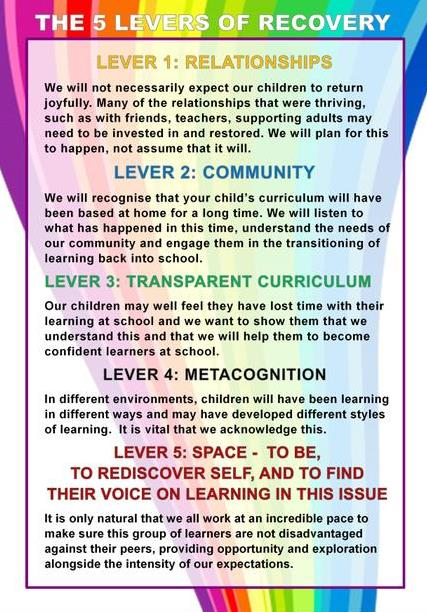 THE 5 LEVERS OF RECOVERY
LEVER 1: RELATIONSHIPS
We will not necessarily expect our children to return
joyfully. Many of the relationships that were thriving,
such as with friends, teachers, supporting adults may
need to be invested in and restored. We will plan for this
to happen, not assume that it will.
LEVER 2: COMMUNITY
We will recognise that your child's curriculum will have
been based at home for a long time. We will listen to
what has happened in this time, understand the needs of
our community and engage them in the transitioning of
learning back into school.
LEVER 3: TRANSPARENT CURRICULUM
Our children may well feel they have lost time with their
learning at school and we want to show them that we
understand this and that we will help them to become
confident learners at school.
LEVER 4: METACOGNITION
In different environments, children will have been learning
in different ways and may have developed different styles
of learning. It is vital that we acknowledge this.
LEVER 5: SPACE - TO BE,
TO REDISCOVER SELF, AND TO FIND
THEIR VOICE ON LEARNING IN THIS ISSUE
It is only natural that we all work at an incredible pace to
make sure this group of learners are not disadvantaged
against their peers, providing opportunity and exploration
alongside the intensity of our expectations.